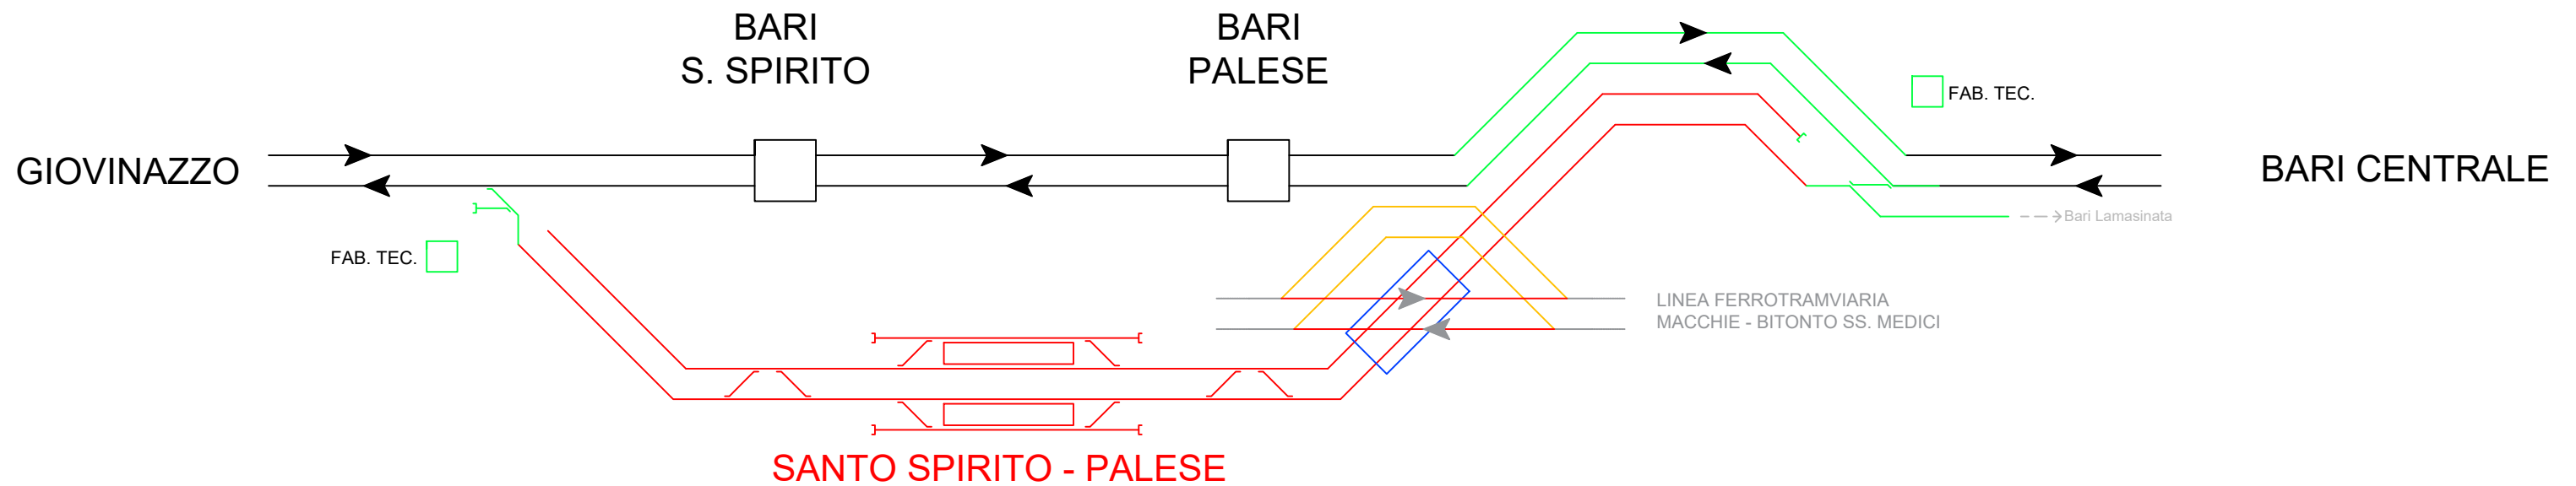 BARI
S. SPIRITO
BARI
PALESE
FAB. TEC.
GIOVINAZZO
BARI CENTRALE
Bari Lamasinata
FAB. TEC.
LINEA FERROTRAMVIARIA
MACCHIE - BITONTO SS. MEDICI
SANTO SPIRITO - PALESE